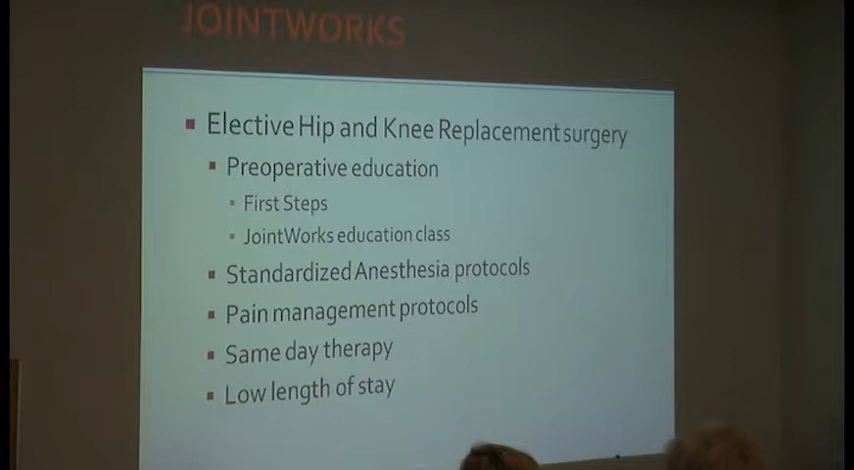 JOINTWORKS
Elective Hip and Knee Replacement surgery
Preoperative education
First Steps
JointWorks education class
Standardized Anesthesia protocols
Pain management protocols
Same day therapy
Low length of stay